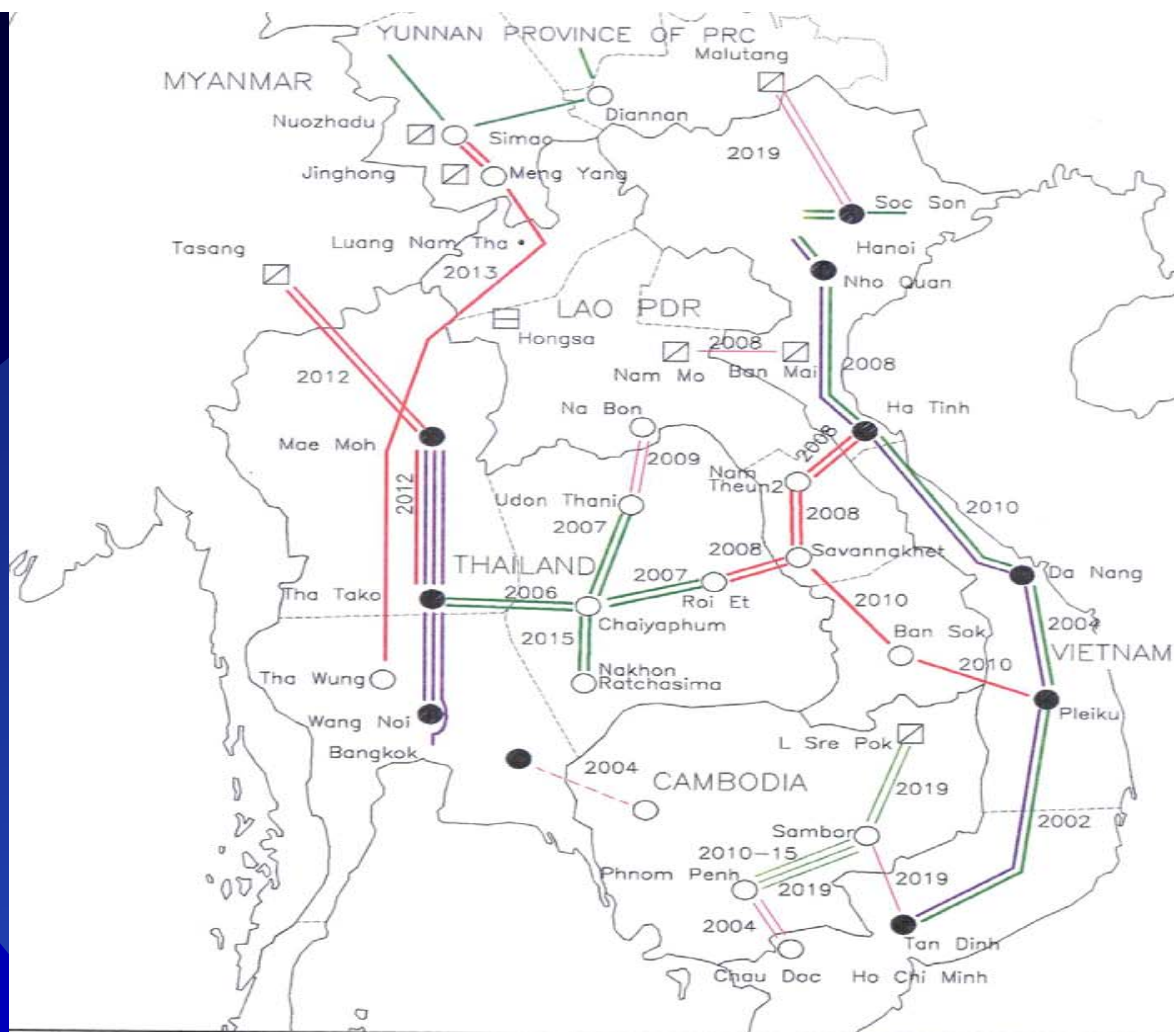 YUNNAN PROVINCE OF PRC
Malutang
MYANMAR
Diannan
Nuozhadu
Simao
2019
Jinghong
Meng Yang
Soc Son
Luang Nam Tha
Hanoi
Tasang
2013
Nho Quan
LAO PDR
Hongsa
2008
2008
2012
Nam Mo
Ban Mai
Na Bon
Ha Tinh
2008
Mae Moh
2009
Nam
Theun2
2012
Udon Thani
2010
2007
2008
2008
Savannakhet
THAILAND
2007
Da Nang
2006
Roi Et
Tha Tako
2010
2004
Chaiyaphum
2015
Ban Sok
VIETNAM
2010
Nakhon
Ratchasima
Tha Wung
Pleiku
Wang Noi
L Sre Pok
Bangkok
2004
CAMBODIA
2019
2002
Sambor
2010-15
Phnom Penh
2019
2019
2004
Tan Dinh
Chau Doc
Ho Chi Minh